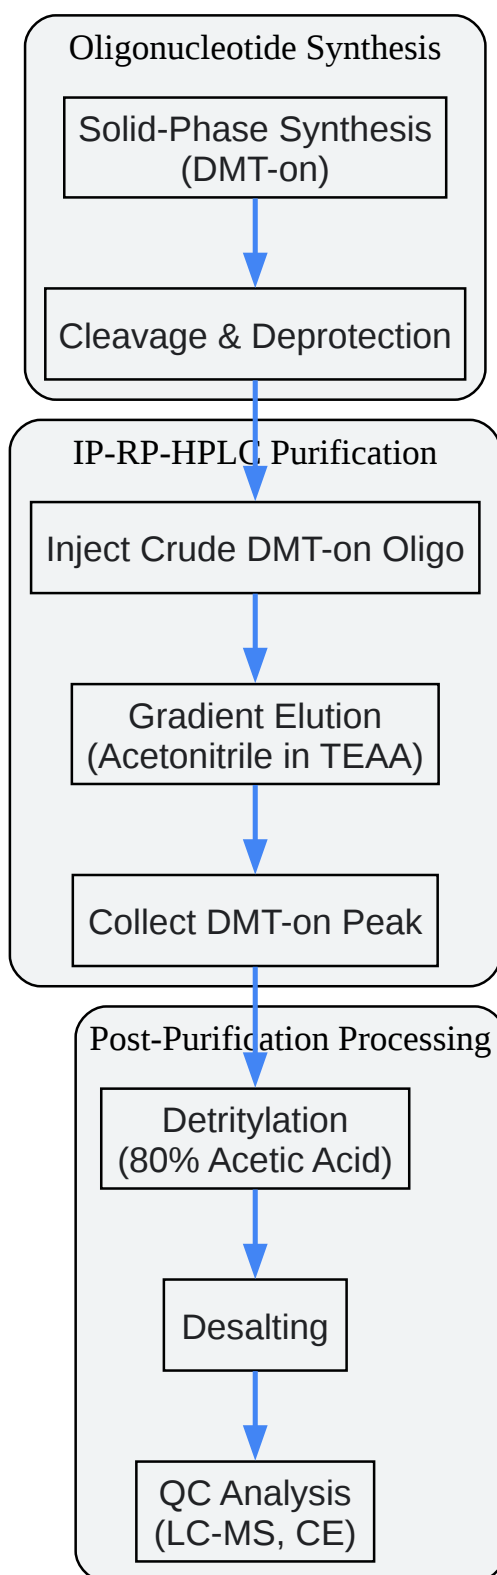 Oligonucleotide Synthesis
Solid-Phase Synthesis
(DMT-on)
Cleavage & Deprotection
IP-RP-HPLC Purification
Inject Crude DMT-on Oligo
Gradient Elution
(Acetonitrile in TEAA)
Collect DMT-on Peak
Post-Purification Processing
Detritylation
(80% Acetic Acid)
Desalting
QC Analysis
(LC-MS, CE)